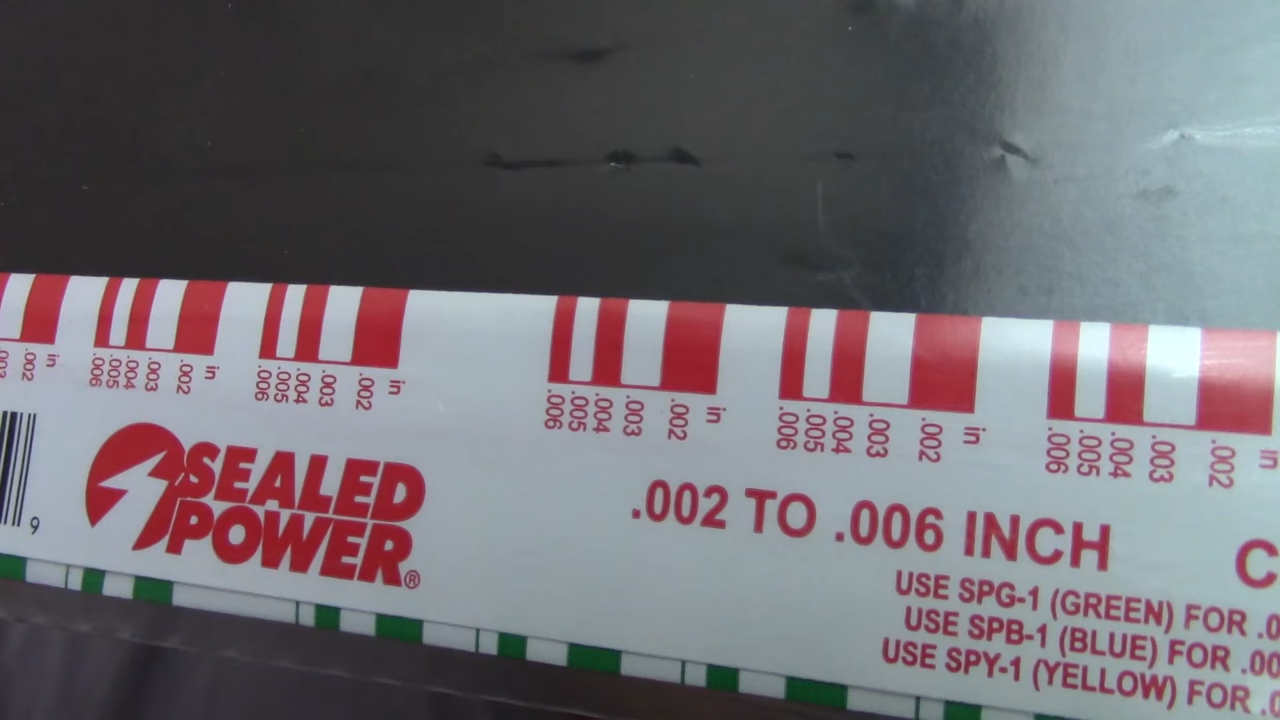 in
.002
.003
in
.002
.003
.004
.005
.006
in
.002
.003
.004
.005
.006
in
.002
.003
.004
.005
.006
in
.002
.003
.004
.005
.006
in
.002
.003
.004
.005
.006
9
SEALED
POWER®
.002 TO .006 INCH
USE SPG-1 (GREEN) FOR
USE SPB-1 (BLUE) FOR
USE SPY-1 (YELLOW) FOR